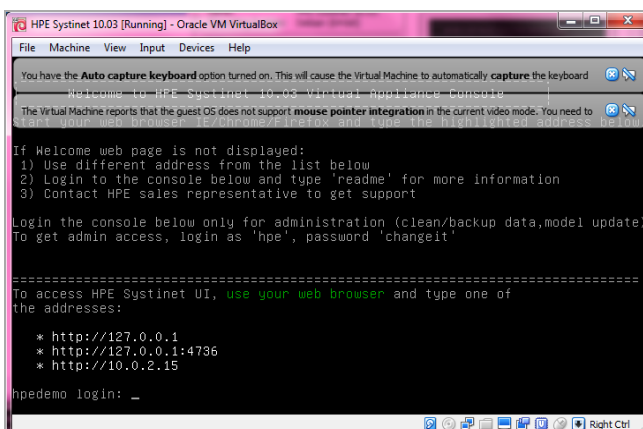 HPE Systinet 10.03 [Running] - Oracle VM VirtualBox
File Machine View Input Devices Help
You have the Auto capture keyboard option turned on. This will cause the Virtual Machine to automatically capture the keyboard
Welcome to HPE Systinet 10.03 Virtual Appliance Console
The Virtual Machine reports that the guest OS does not support mouse pointer integration in the current video mode. You need to
Start your web browser IE/Chrome/Firefox and type the highlighted address below
If Welcome web page is not displayed:
1) Use different address from the list below
2) Login to the console below and type 'readme' for more information
3) Contact HPE sales representative to get support
Login the console below only for administration (clean/backup data,model update)
To get admin access, login as 'hpe', password 'changeit'
================================================================================
To access HPE Systinet UI, use your web browser and type one of
the addresses:
* http://127.0.0.1
* http://127.0.0.1:4736
* http://10.0.2.15
hpedemo login: _
Right Ctrl